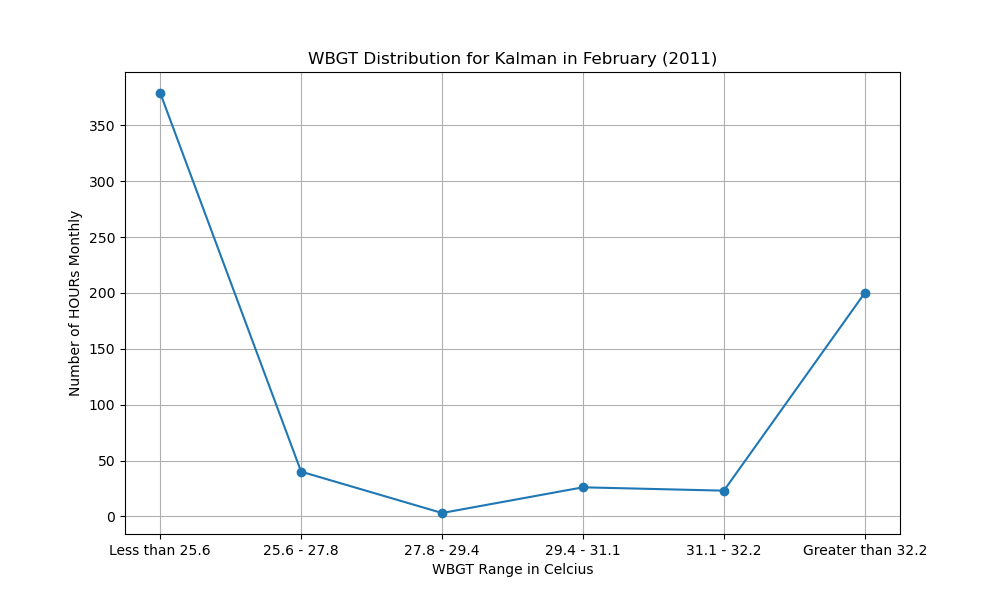 WBGT Distribution for Kalman in February (2011)
Number of HOURs Monthly
350
300
250
200
150
100
50
0
Less than 25.6
25.6 - 27.8
27.8 - 29.4
29.4 - 31.1
31.1 - 32.2
Greater than 32.2
WBGT Range in Celcius